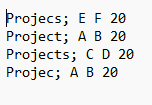 Projecs; E F 20
Project; A B 20
Projects; C D 20
Projec; A B 20